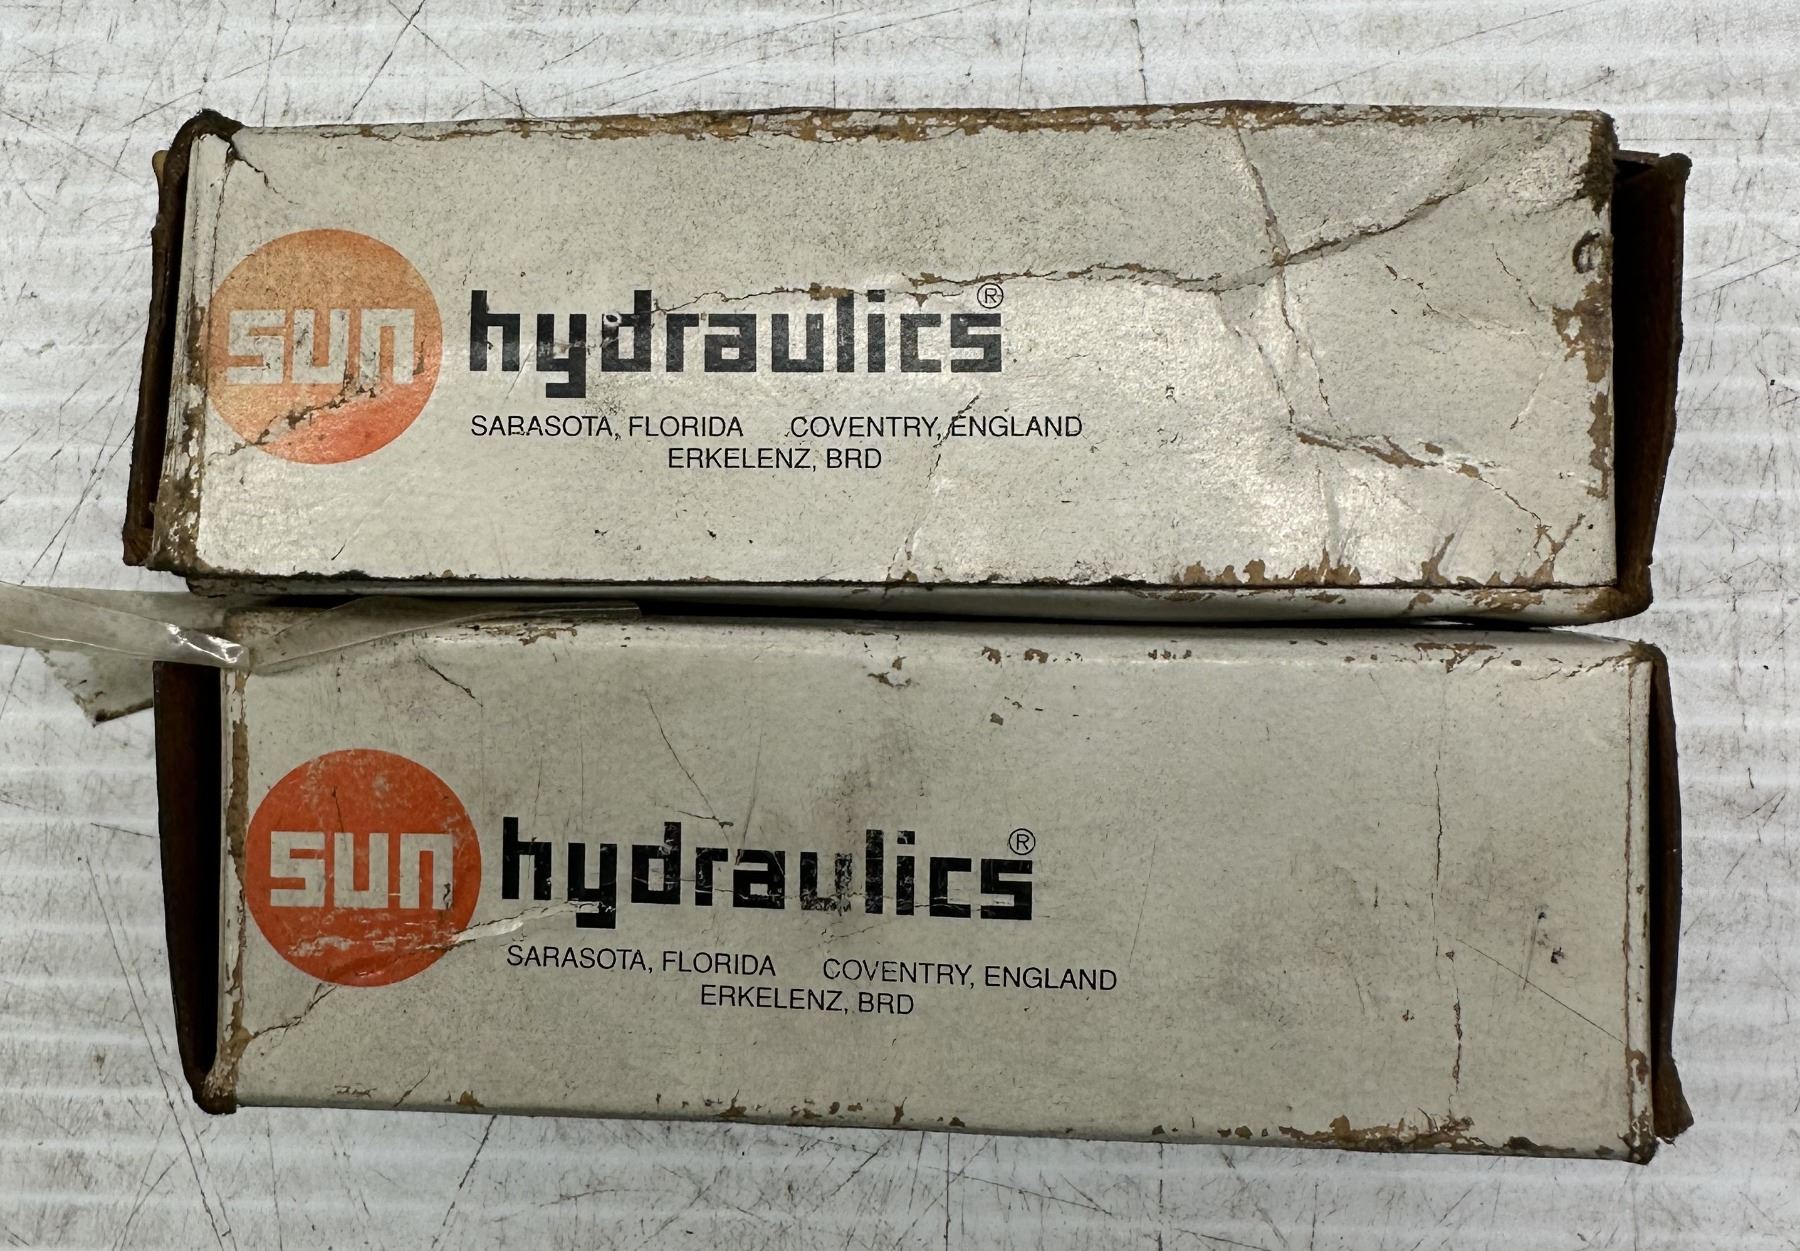 sun hydraulics®
SARASOTA, FLORIDA COVENTRY, ENGLAND
ERKELENZ, BRD
sun hydraulics®
SARASOTA, FLORIDA COVENTRY, ENGLAND
ERKELENZ, BRD